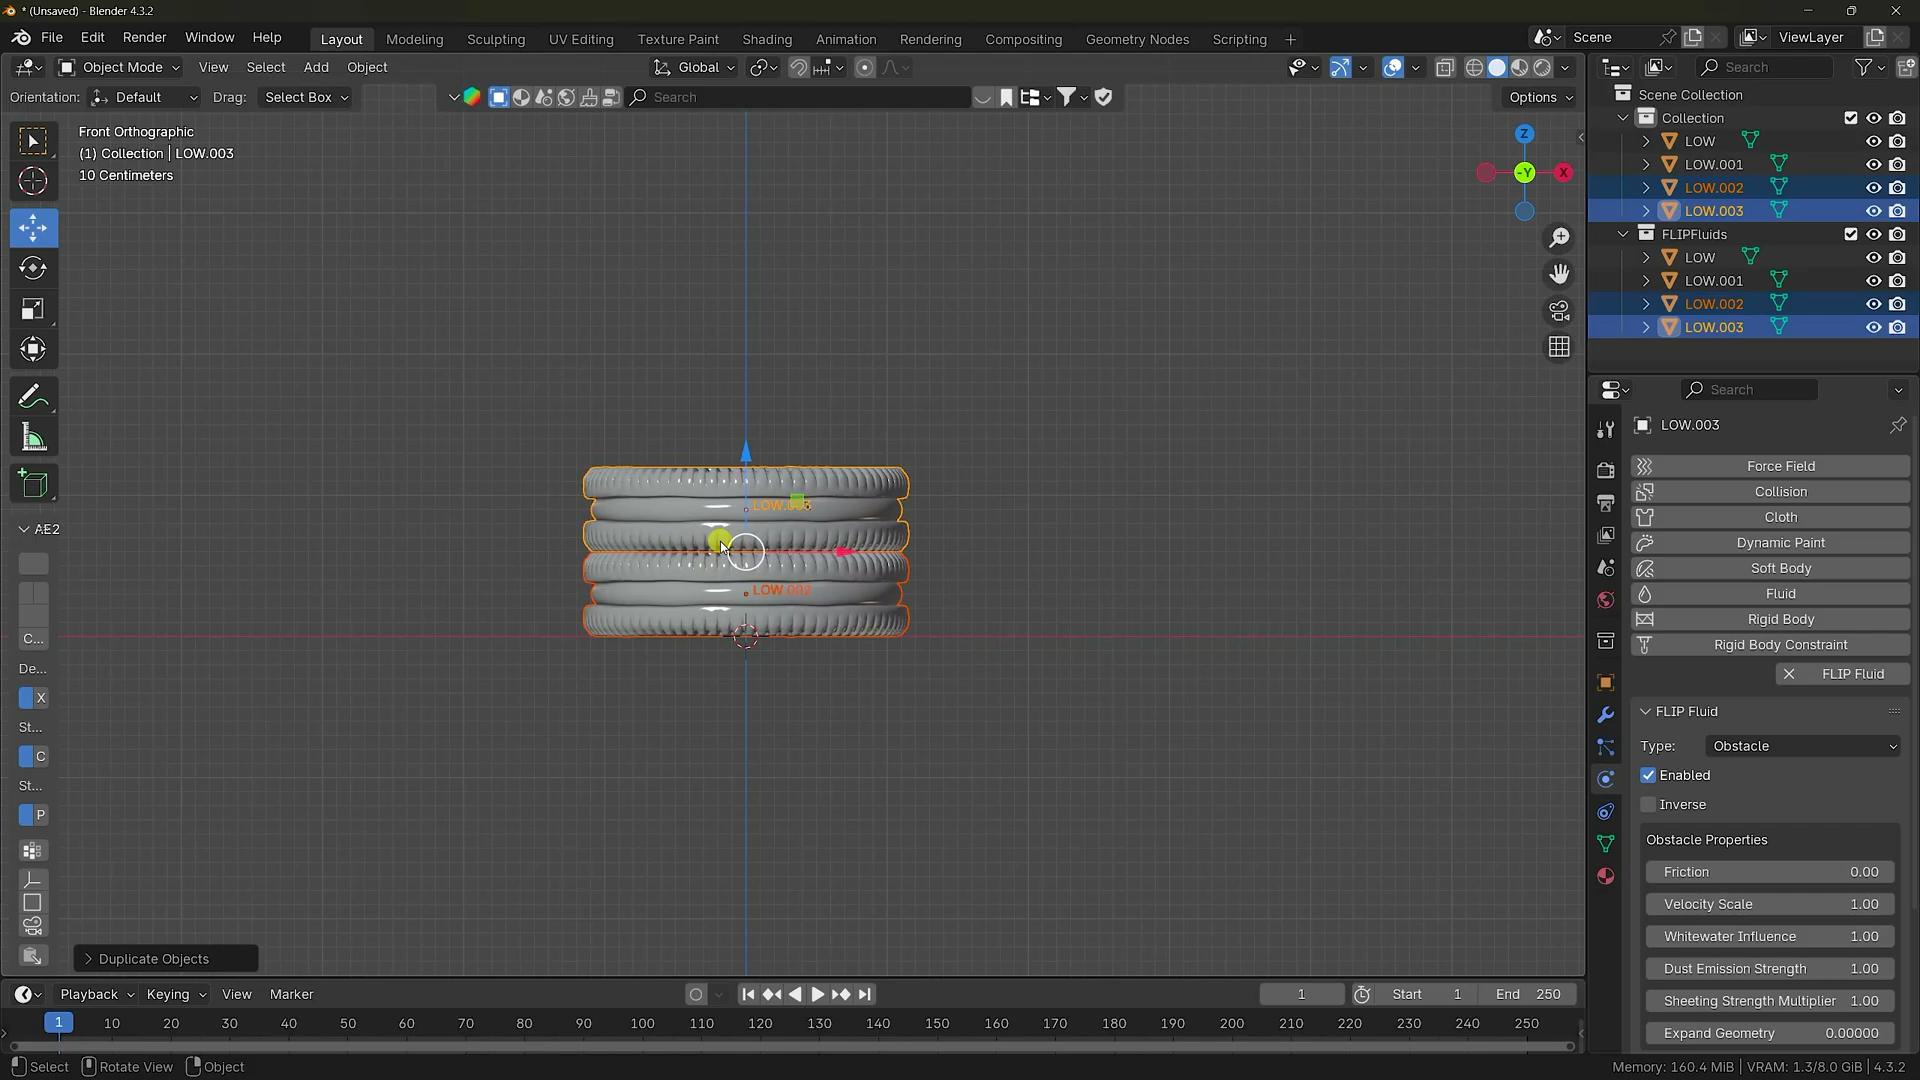 * (Unsaved) - Blender 4.3.2
File Edit Render Window Help
Layout Modeling Sculpting UV Editing Texture Paint Shading Animation Rendering Compositing Geometry Nodes Scripting
Scene
ViewLayer
Object Mode View Select Add Object
Global
Search
Orientation: Default Drag: Select Box
Search
Options
Front Orthographic
(1) Collection | LOW.003
10 Centimeters
Z
-Y
X
Scene Collection
Collection
LOW
LOW.001
LOW.002
LOW.003
FLIPFluids
LOW
LOW.001
LOW.002
LOW.003
LOW.003
LOW.002
AE2
C...
De...
X
St...
C
St...
P
Duplicate Objects
Search
LOW.003
Force Field
Collision
Cloth
Dynamic Paint
Soft Body
Fluid
Rigid Body
Rigid Body Constraint
FLIP Fluid
FLIP Fluid
Type: Obstacle
Enabled
Inverse
Obstacle Properties
Friction 0.00
Velocity Scale 1.00
Whitewater Influence 1.00
Dust Emission Strength 1.00
Sheeting Strength Multiplier 1.00
Expand Geometry 0.00000
Playback Keying View Marker
1 Start 1 End 250
1 10 20 30 40 50 60 70 80 90 100 110 120 130 140 150 160 170 180 190 200 210 220 230 240 250
Select Rotate View Object
Memory: 160.4 MiB | VRAM: 1.3/8.0 GiB | 4.3.2